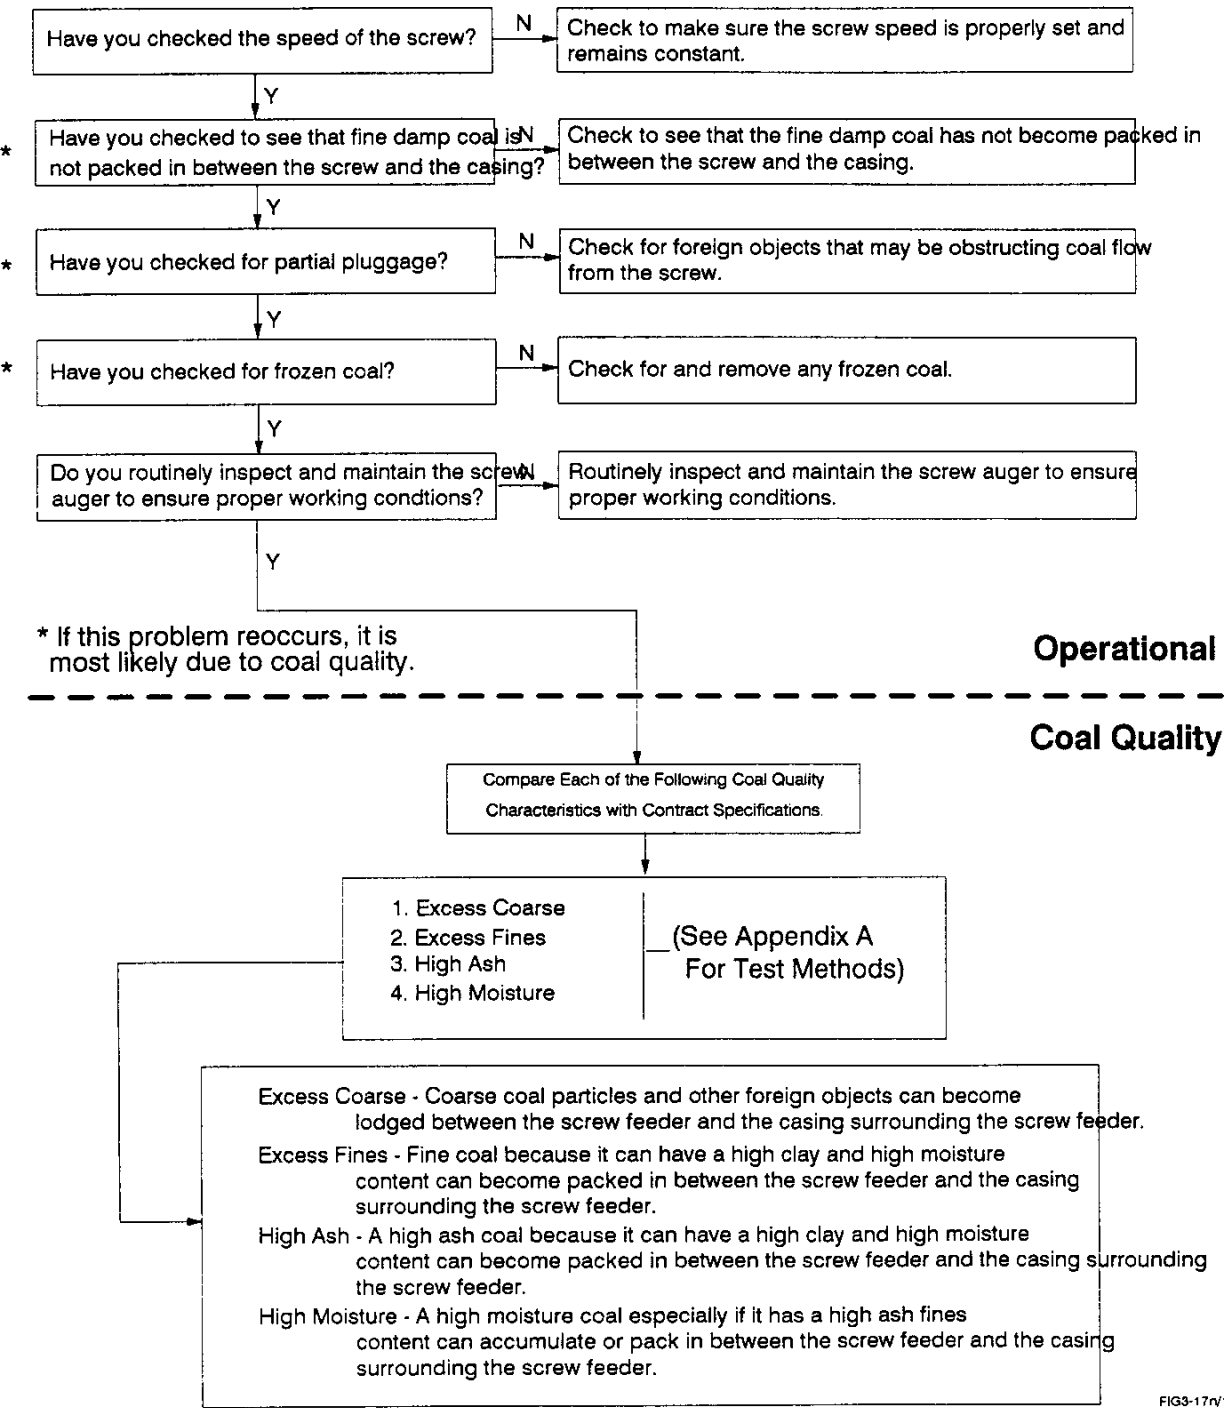 Have you checked the speed of the screw?
N
Check to make sure the screw speed is properly set and
remains constant.
Y
*
Have you checked to see that fine damp coal is
not packed in between the screw and the casing?
N
Check to see that the fine damp coal has not become packed in
between the screw and the casing.
Y
*
Have you checked for partial pluggage?
N
Check for foreign objects that may be obstructing coal flow
from the screw.
Y
*
Have you checked for frozen coal?
N
Check for and remove any frozen coal.
Y
Do you routinely inspect and maintain the screw
auger to ensure proper working condtions?
N
Routinely inspect and maintain the screw auger to ensure
proper working conditions.
Y
* If this problem reoccurs, it is
most likely due to coal quality.
Operational
Coal Quality
Compare Each of the Following Coal Quality
Characteristics with Contract Specifications.
1. Excess Coarse
2. Excess Fines
3. High Ash
4. High Moisture
(See Appendix A
For Test Methods)
Excess Coarse - Coarse coal particles and other foreign objects can become
lodged between the screw feeder and the casing surrounding the screw feeder.
Excess Fines - Fine coal because it can have a high clay and high moisture
content can become packed in between the screw feeder and the casing
surrounding the screw feeder.
High Ash - A high ash coal because it can have a high clay and high moisture
content can become packed in between the screw feeder and the casing surrounding
the screw feeder.
High Moisture - A high moisture coal especially if it has a high ash fines
content can accumulate or pack in between the screw feeder and the casing
surrounding the screw feeder.
FIG3-17n/